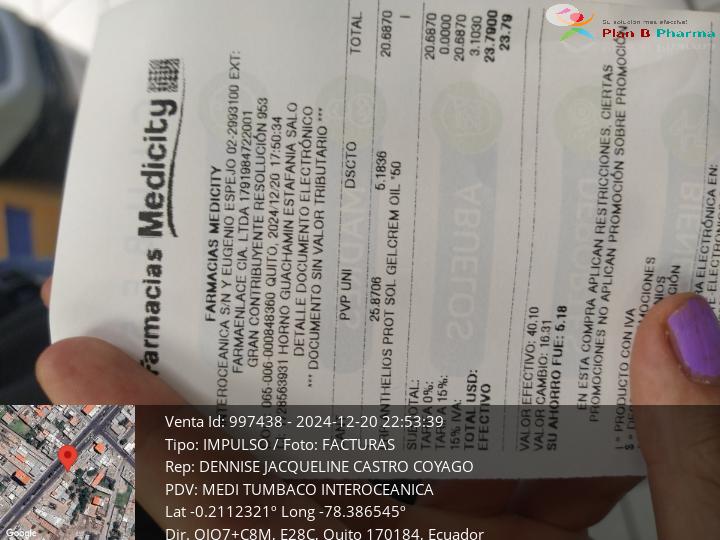 Farmacias Medicity
FARMACIAS MEDICITY
INTEROCEANICA S/N Y EUGENIO ESPEJO 02-2993100 EXT:
FARMAENLACE CIA. LTDA 1791984722001
GRAN CONTRIBUYENTE RESOLUCIÓN 953
066-006-000848360 QUITO, 2024/12/20 17:50:34
28563931 HORNO GUACHAMIN ESTAFANIA SALO
DETALLE DOCUMENTO ELECTRÓNICO
*** DOCUMENTO SIN VALOR TRIBUTARIO ***
PVP UNI DSCTO TOTAL
25.8706 5.1836 20.6870
ANTHELIOS PROT SOL GELCREM OIL *50 I
SUBTOTAL: 20.6870
TARIFA 0%: 0.0000
TARIFA 15%: 20.6870
15% IVA: 3.1030
TOTAL USD: 23.7900
EFECTIVO 23.79
VALOR EFECTIVO: 40.10
VALOR CAMBIO: 16.31
SU AHORRO FUE: 5.18
EN ESTA COMPRA APLICAN RESTRICCIONES, CIERTAS
PROMOCIONES NO APLICAN PROMOCIÓN SOBRE PROMOCIÓN
I = PRODUCTO CON IVA
ELECTRÓNICA EN:
Su solución más efectiva!
Plan B Pharma
Venta Id: 997438 - 2024-12-20 22:53:39
Tipo: IMPULSO / Foto: FACTURAS
Rep: DENNISE JACQUELINE CASTRO COYAGO
PDV: MEDI TUMBACO INTEROCEANICA
Lat -0.2112321° Long -78.386545°
Dir. QJQ7+C8M, E28C, Quito 170184, Ecuador
Google